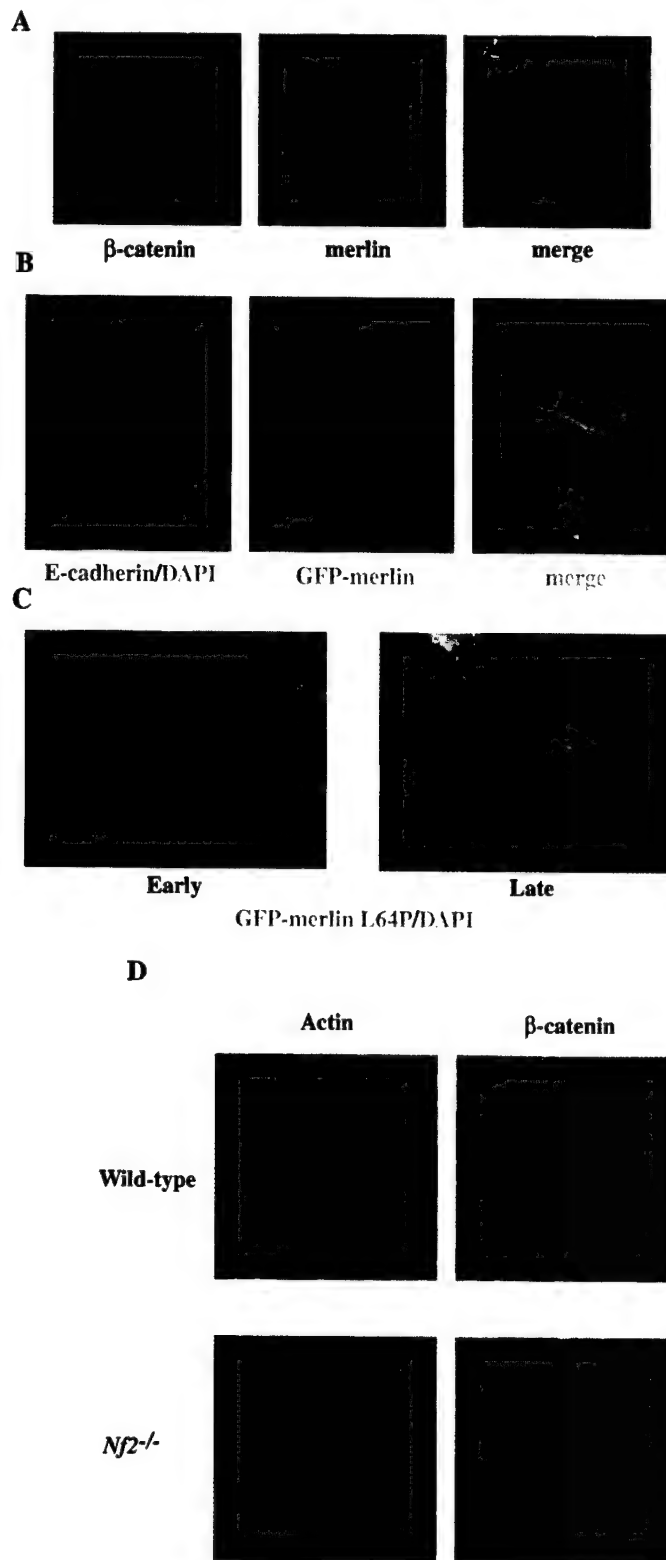 A
β-catenin merlin merge
B
E-cadherin/DAPI GFP-merlin merge
C
Early Late
GFP-merlin L64P/DAPI
D
Actin β-catenin
Wild-type
Nf2-/-